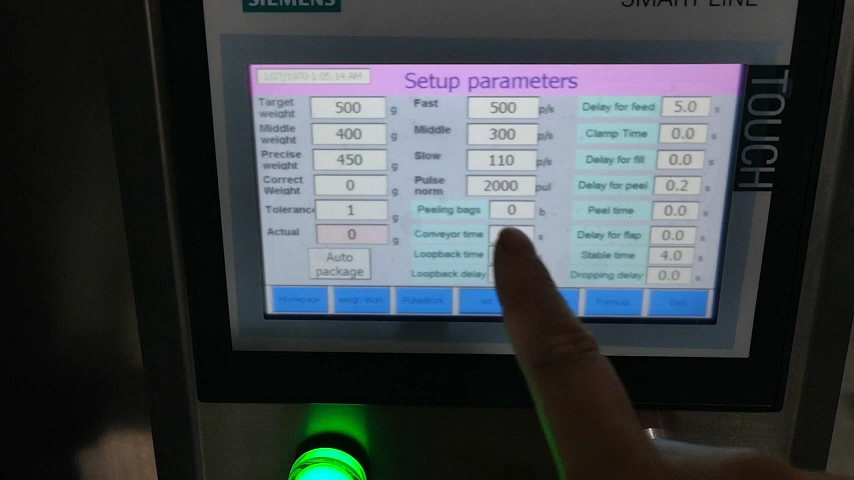 SIEMENS
SMART LINE
TOUCH
1/27/1970 1:05:14 AM
Setup parameters
Target weight 500 g Fast 500 p/s Delay for feed 5.0 s
Middle weight 400 g Middle 300 p/s Clamp Time 0.0 s
Precise weight 450 g Slow 110 p/s Delay for fill 0.0 s
Correct Weight 0 g Pulse norm 2000 pul Delay for peel 0.2 s
Toleranc 1 g Peeling bags 0 b Peel time 0.0 s
Actual 0 g Conveyor time s Delay for flap 0.0 s
Auto package Loopback time Stable time 4.0 s
Loopback delay Dropping delay 0.0 s
Homepage weigh Work PulseWork set Formula